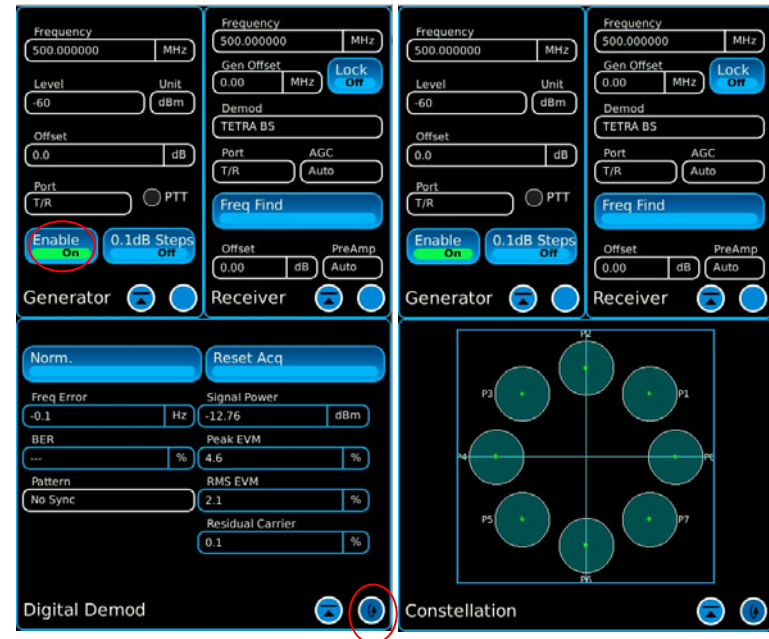 Frequency
500.000000 MHz
Level Unit
-60 dBm
Offset
0.0 dB
Port
T/R PTT
Enable 0.1dB Steps
On Off
Generator
Frequency
500.000000 MHz
Gen Offset
0.00 MHz Lock
Off
Demod
TETRA BS
Port AGC
T/R Auto
Freq Find
Offset PreAmp
0.00 dB Auto
Receiver
Frequency
500.000000 MHz
Level Unit
-60 dBm
Offset
0.0 dB
Port
T/R PTT
Enable 0.1dB Steps
On Off
Generator
Frequency
500.000000 MHz
Gen Offset
0.00 MHz Lock
Off
Demod
TETRA BS
Port AGC
T/R Auto
Freq Find
Offset PreAmp
0.00 dB Auto
Receiver
Norm. Reset Acq
Freq Error Signal Power
-0.1 Hz -12.76 dBm
BER Peak EVM
--- % 4.6 %
Pattern RMS EVM
No Sync 2.1 %
Residual Carrier
0.1 %
Digital Demod
P2
P3 P1
P4 P0
P5 P7
P6
Constellation